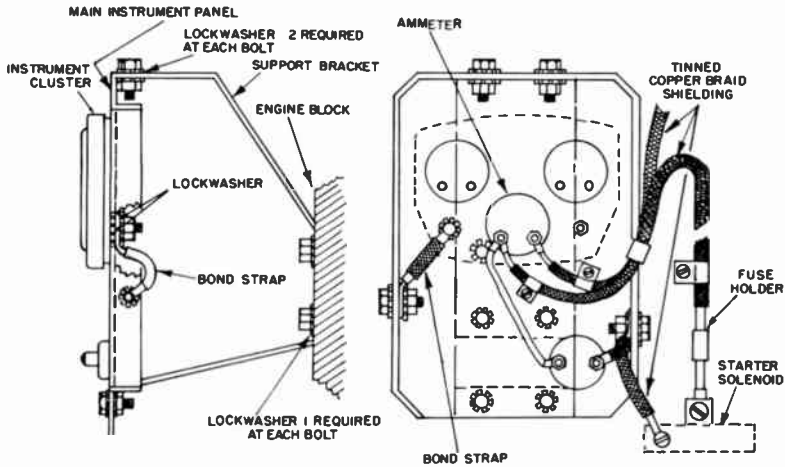 MAIN INSTRUMENT PANEL
LOCKWASHER 2 REQUIRED
AT EACH BOLT
SUPPORT BRACKET
INSTRUMENT
CLUSTER
ENGINE BLOCK
LOCKWASHER
BOND STRAP
LOCKWASHER 1 REQUIRED
AT EACH BOLT
AMMETER
TINNED
COPPER BRAID
SHIELDING
FUSE
HOLDER
STARTER
SOLENOID
BOND STRAP